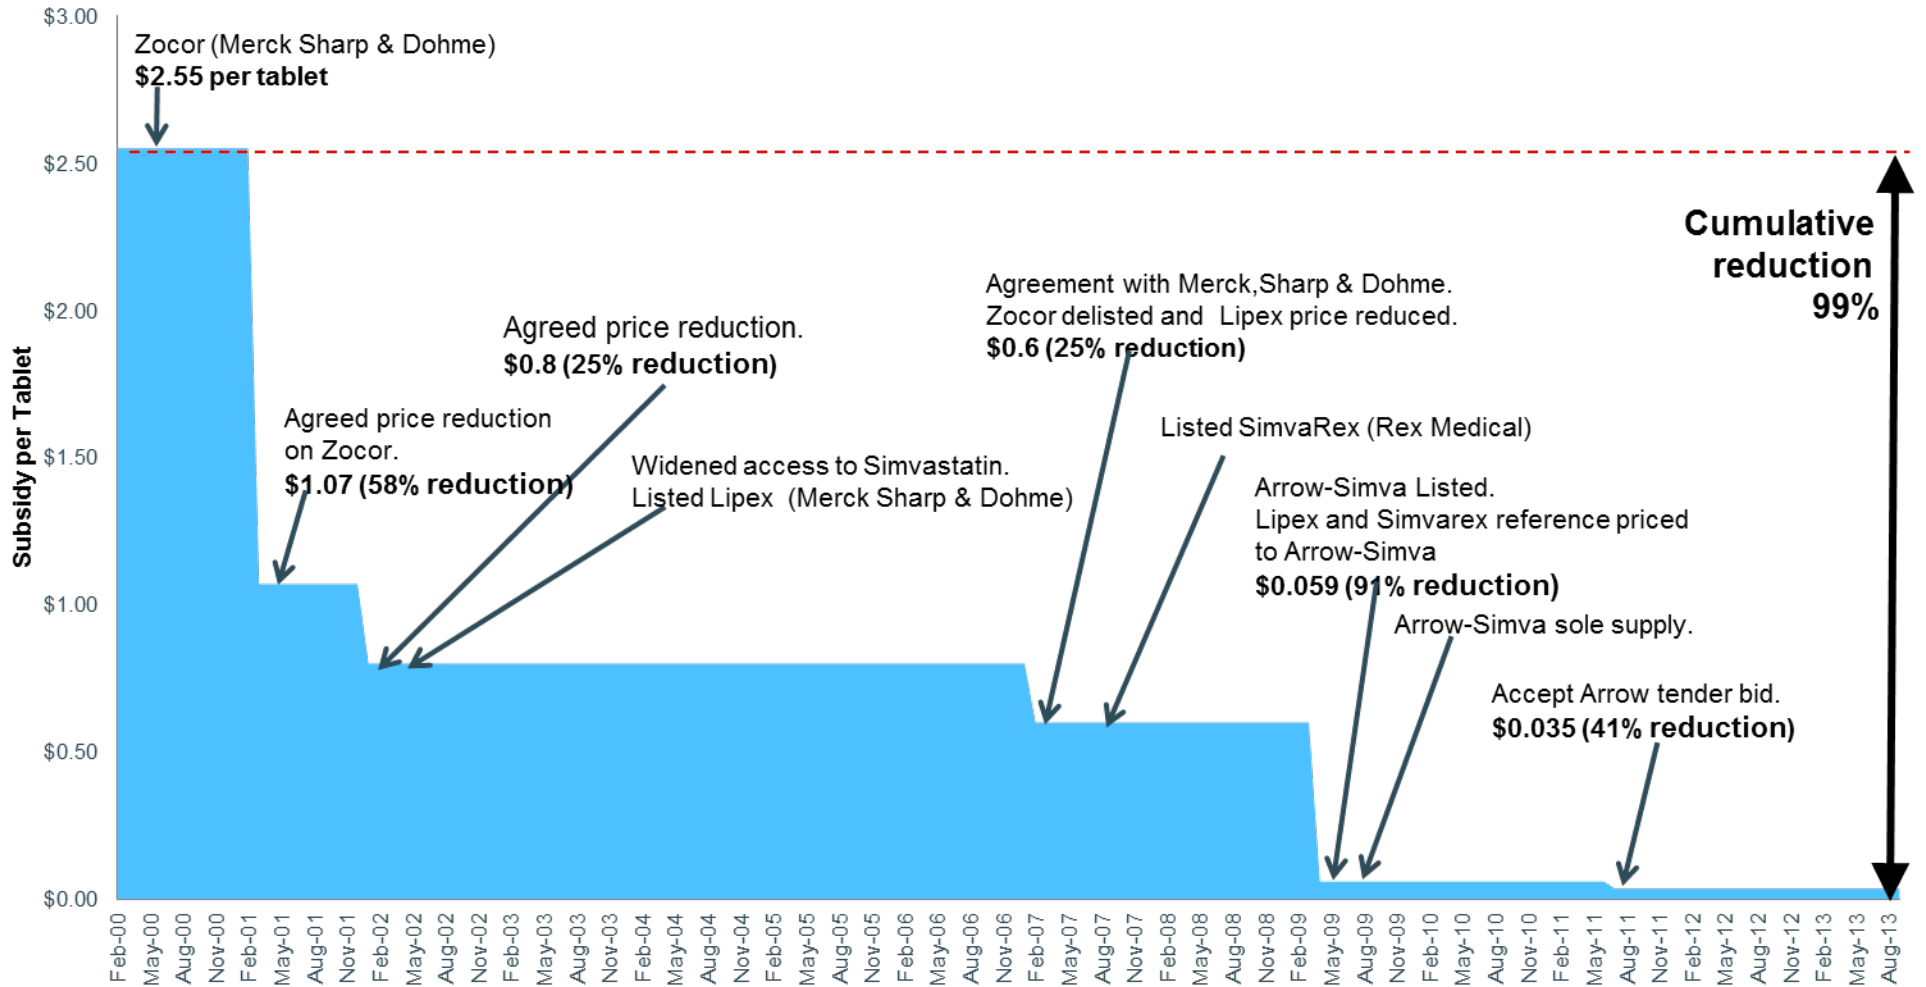 $3.00
$2.50
$2.00
$1.50
$1.00
$0.50
$0.00
Subsidy per Tablet
Zocor (Merck Sharp & Dohme)
$2.55 per tablet
Agreed price reduction
on Zocor.
$1.07 (58% reduction)
Agreed price reduction.
$0.8 (25% reduction)
Widened access to Simvastatin.
Listed Lipex (Merck Sharp & Dohme)
Agreement with Merck,Sharp & Dohme.
Zocor delisted and Lipex price reduced.
$0.6 (25% reduction)
Listed SimvaRex (Rex Medical)
Arrow-Simva Listed.
Lipex and Simvarex reference priced
to Arrow-Simva
$0.059 (91% reduction)
Arrow-Simva sole supply.
Accept Arrow tender bid.
$0.035 (41% reduction)
Cumulative
reduction
99%
Feb-00
May-00
Aug-00
Nov-00
Feb-01
May-01
Aug-01
Nov-01
Feb-02
May-02
Aug-02
Nov-02
Feb-03
May-03
Aug-03
Nov-03
Feb-04
May-04
Aug-04
Nov-04
Feb-05
May-05
Aug-05
Nov-05
Feb-06
May-06
Aug-06
Nov-06
Feb-07
May-07
Aug-07
Nov-07
Feb-08
May-08
Aug-08
Nov-08
Feb-09
May-09
Aug-09
Nov-09
Feb-10
May-10
Aug-10
Nov-10
Feb-11
May-11
Aug-11
Nov-11
Feb-12
May-12
Aug-12
Nov-12
Feb-13
May-13
Aug-13